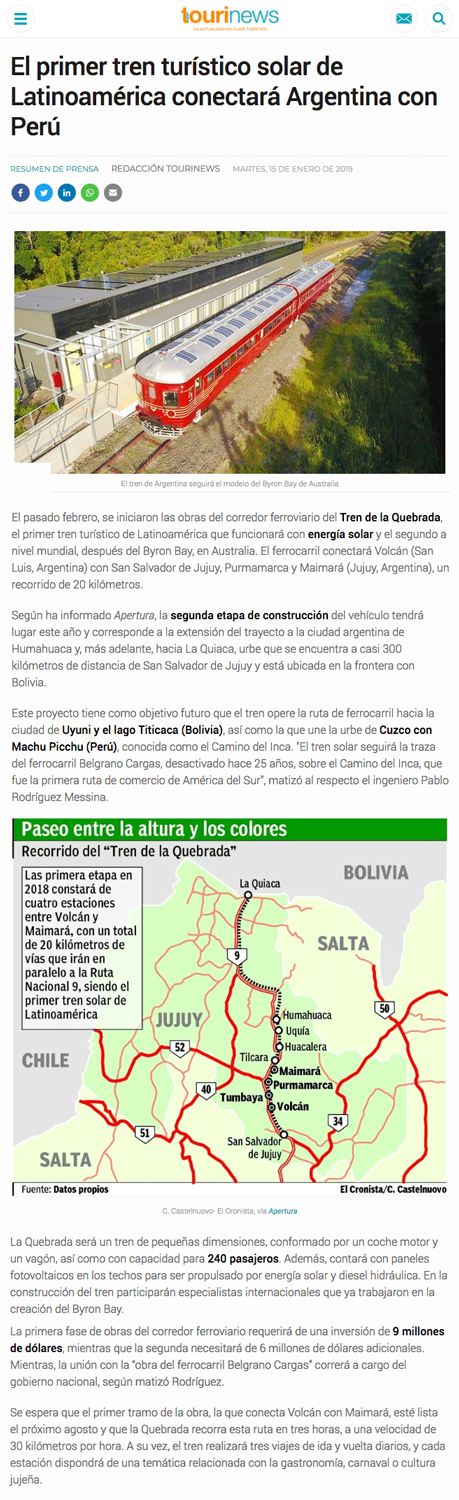 tourinews
LA ACTUALIDAD EN CLAVE TURÍSTICA
El primer tren turístico solar de
Latinoamérica conectará Argentina con
Perú
RESUMEN DE PRENSA REDACCIÓN TOURINEWS MARTES, 15 DE ENERO DE 2019
El tren de Argentina seguirá el modelo del Byron Bay de Australia
El pasado febrero, se iniciaron las obras del corredor ferroviario del Tren de la Quebrada,
el primer tren turístico de Latinoamérica que funcionará con energía solar y el segundo a
nivel mundial, después del Byron Bay, en Australia. El ferrocarril conectará Volcán (San
Luis, Argentina) con San Salvador de Jujuy, Purmamarca y Maimará (Jujuy, Argentina), un
recorrido de 20 kilómetros.
Según ha informado Apertura, la segunda etapa de construcción del vehículo tendrá
lugar este año y corresponde a la extensión del trayecto a la ciudad argentina de
Humahuaca y, más adelante, hacia La Quiaca, urbe que se encuentra a casi 300
kilómetros de distancia de San Salvador de Jujuy y está ubicada en la frontera con
Bolivia.
Este proyecto tiene como objetivo futuro que el tren opere la ruta de ferrocarril hacia la
ciudad de Uyuni y el lago Titicaca (Bolivia), así como la que une la urbe de Cuzco con
Machu Picchu (Perú), conocida como el Camino del Inca. "El tren solar seguirá la traza
del ferrocarril Belgrano Cargas, desactivado hace 25 años, sobre el Camino del Inca, que
fue la primera ruta de comercio de América del Sur", matizó al respecto el ingeniero Pablo
Rodríguez Messina.
Paseo entre la altura y los colores
Recorrido del "Tren de la Quebrada"
Las primera etapa en
2018 constará de
cuatro estaciones
entre Volcán y
Maimará, con un total
de 20 kilómetros de
vías que irán en
paralelo a la Ruta
Nacional 9, siendo el
primer tren solar de
Latinoamérica
La Quiaca
BOLIVIA
SALTA
9
50
JUJUY
Humahuaca
Uquía
Huacalera
52
Tilcara
Maimará
CHILE
Purmamarca
40
Tumbaya
Volcán
34
51
San Salvador
de Jujuy
SALTA
Fuente: Datos propios
El Cronista/C. Castelnuovo
C. Castelnuovo- El Cronista, vía Apertura
La Quebrada será un tren de pequeñas dimensiones, conformado por un coche motor y
un vagón, así como con capacidad para 240 pasajeros. Además, contará con paneles
fotovoltaicos en los techos para ser propulsado por energía solar y diesel hidráulica. En la
construcción del tren participarán especialistas internacionales que ya trabajaron en la
creación del Byron Bay.
La primera fase de obras del corredor ferroviario requerirá de una inversión de 9 millones
de dólares, mientras que la segunda necesitará de 6 millones de dólares adicionales.
Mientras, la unión con la "obra del ferrocarril Belgrano Cargas" correrá a cargo del
gobierno nacional, según matizó Rodríguez.
Se espera que el primer tramo de la obra, la que conecta Volcán con Maimará, esté lista
el próximo agosto y que la Quebrada recorra esta ruta en tres horas, a una velocidad de
30 kilómetros por hora. A su vez, el tren realizará tres viajes de ida y vuelta diarios, y cada
estación dispondrá de una temática relacionada con la gastronomía, carnaval o cultura
jujeña.